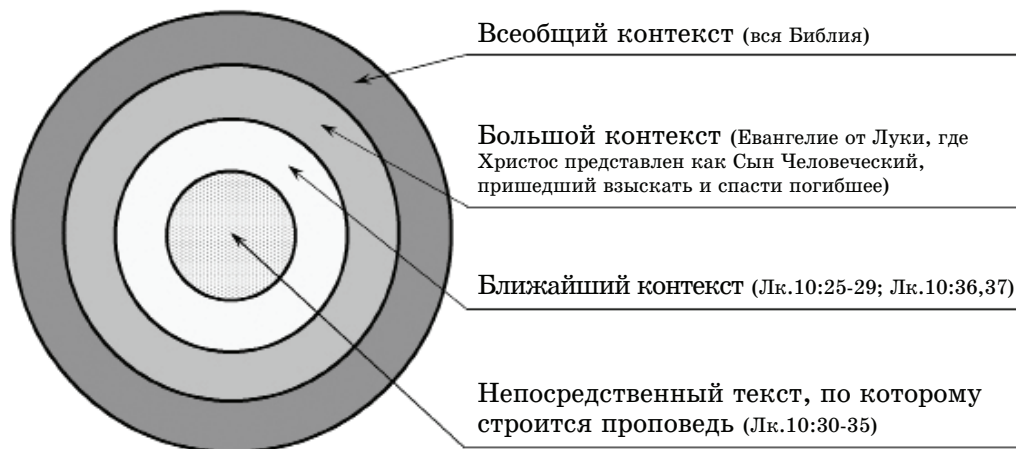 Всеобщий контекст (вся Библия)
Большой контекст (Евангелие от Луки, где
Христос представлен как Сын Человеческий,
пришедший взыскать и спасти погибшее)
Ближайший контекст (Лк.10:25-29; Лк.10:36,37)
Непосредственный текст, по которому
строится проповедь (Лк.10:30-35)